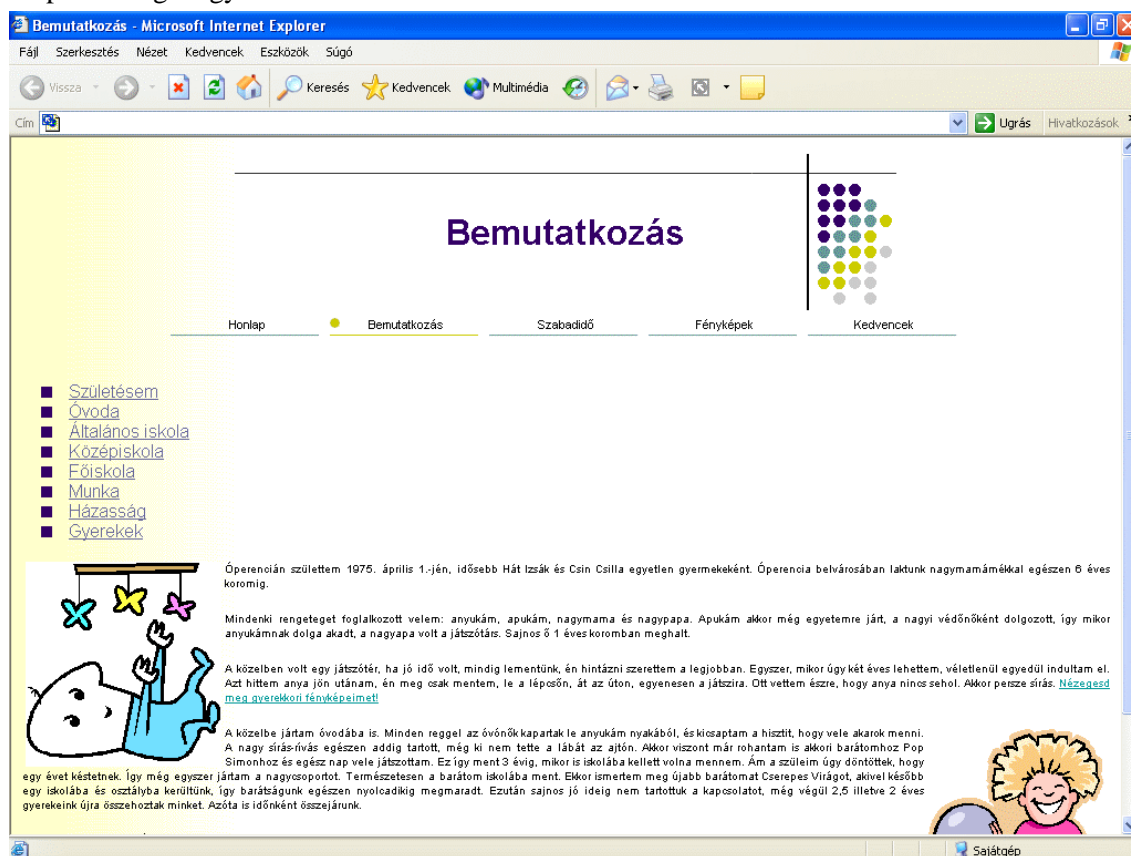 Bemutatkozás - Microsoft Internet Explorer
Fájl Szerkesztés Nézet Kedvencek Eszközök Súgó
Vissza Keresés Kedvencek Multimédia
Cím Ugrás Hivatkozások
Bemutatkozás
Honlap Bemutatkozás Szabadidő Fényképek Kedvencek
Születésem
Óvoda
Általános iskola
Középiskola
Főiskola
Munka
Házasság
Gyerekek
Óperencián születtem 1975. április 1.-jén, idősebb Hát Izsák és Csin Csilla egyetlen gyermekeként. Óperencia belvárosában laktunk nagymamámékkal egészen 6 éves
koromig.
Mindenki rengeteget foglalkozott velem: anyukám, apukám, nagymama és nagypapa. Apukám akkor még egyetemre járt, a nagyi védőnőként dolgozott, így mikor
anyukámnak dolga akadt, a nagyapa volt a játszótárs. Sajnos ő 1 éves koromban meghalt.
A közelben volt egy játszótér, ha jó idő volt, mindig lementünk, én hintázni szerettem a legjobban. Egyszer, mikor úgy két éves lehettem, véletlenül egyedül indultam el.
Azt hittem anya jön utánam, én meg csak mentem, le a lépcsőn, át az úton, egyenesen a játszira. Ott vettem észre, hogy anya nincs sehol. Akkor persze sírás. Nézegesd
meg gyerekkori fényképeimet!
A közelbe jártam óvodába is. Minden reggel az óvónők kapartak le anyukám nyakából, és kicsaptam a hisztit, hogy vele akarok menni.
A nagy sírás-rívás egészen addig tartott, még ki nem tette a lábát az ajtón. Akkor viszont már rohantam is akkori barátomhoz Pop
Simonhoz és egész nap vele játszottam. Ez így ment 3 évig, mikor is iskolába kellett volna mennem. Ám a szüleim úgy döntöttek, hogy
egy évet késtetnek. Így még egyszer jártam a nagycsoportot. Természetesen a barátom iskolába ment. Ekkor ismertem meg újabb barátomat Cserepes Virágot, akivel később
egy iskolába és osztályba kerültünk, így barátságunk egészen nyolcadikig megmaradt. Ezután sajnos jó ideig nem tartottuk a kapcsolatot, még végül 2,5 illetve 2 éves
gyerekeink újra összehoztak minket. Azóta is időnként összejárunk.
Sajátgép